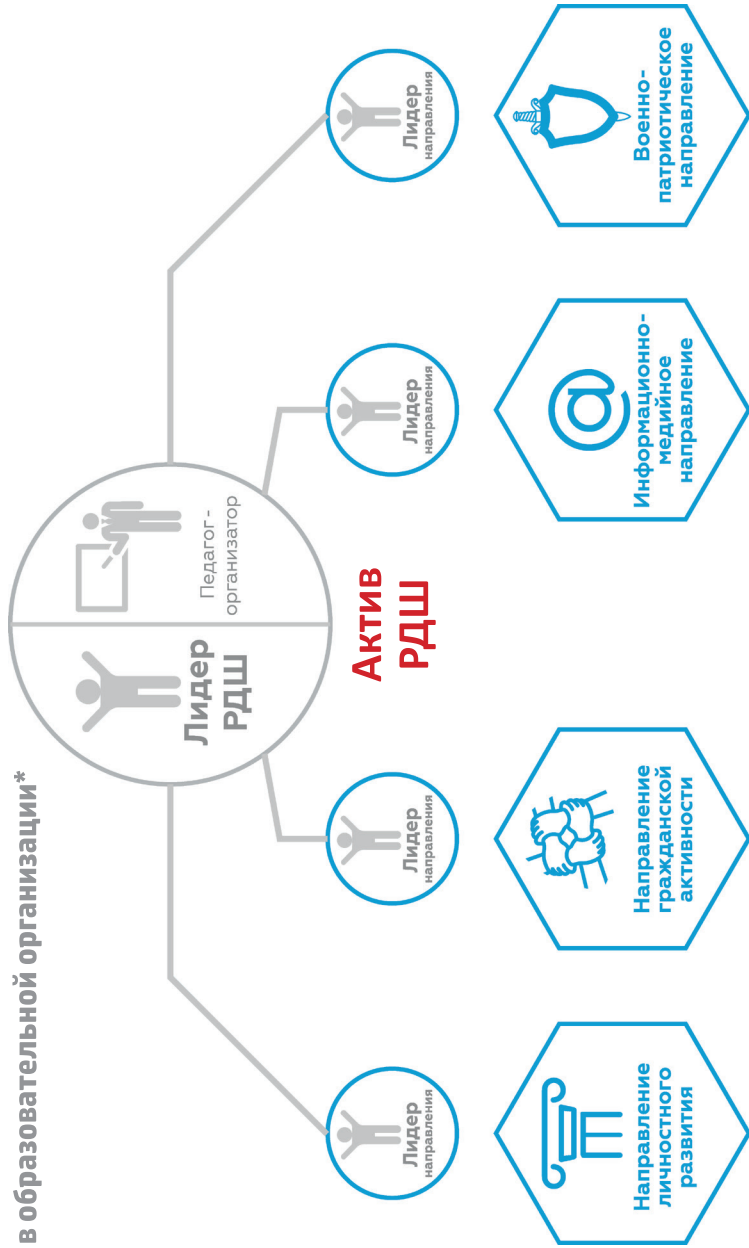 в образовательной организации*
Лидер
РДШ
Педагог-
организатор
Актив
РДШ
Лидер
направления
Лидер
направления
Лидер
направления
Лидер
направления
Направление
личностного
развития
Направление
гражданской
активности
Информационно-
медийное
направление
Военно-
патриотическое
направление